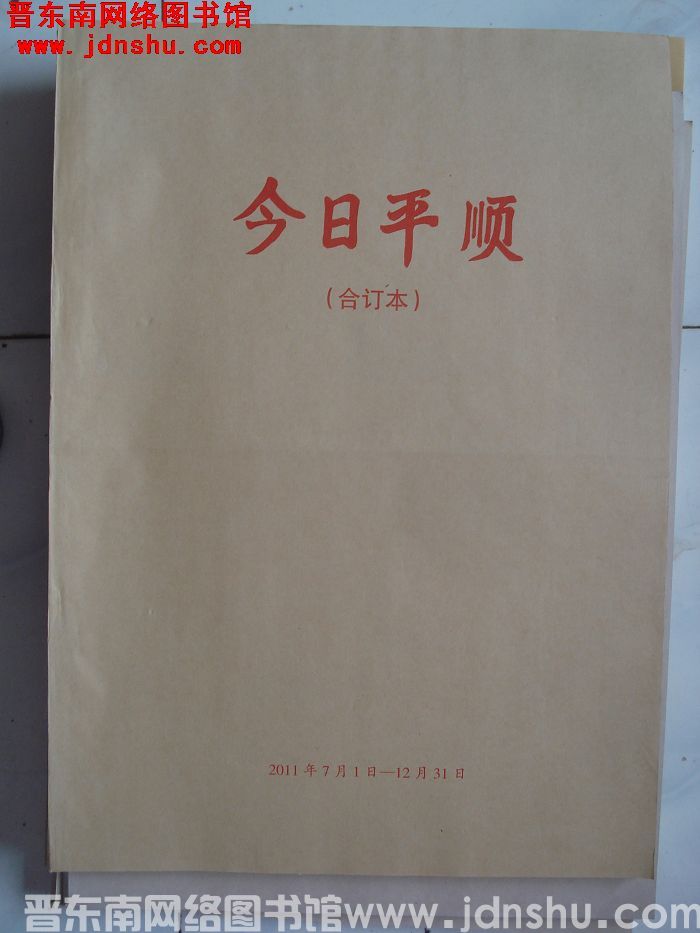 晋东南网络图书馆
www.jdnshu.com
今日平顺
(合订本)
2011年7月1日—12月31日
晋东南网络图书馆www.jdnshu.com